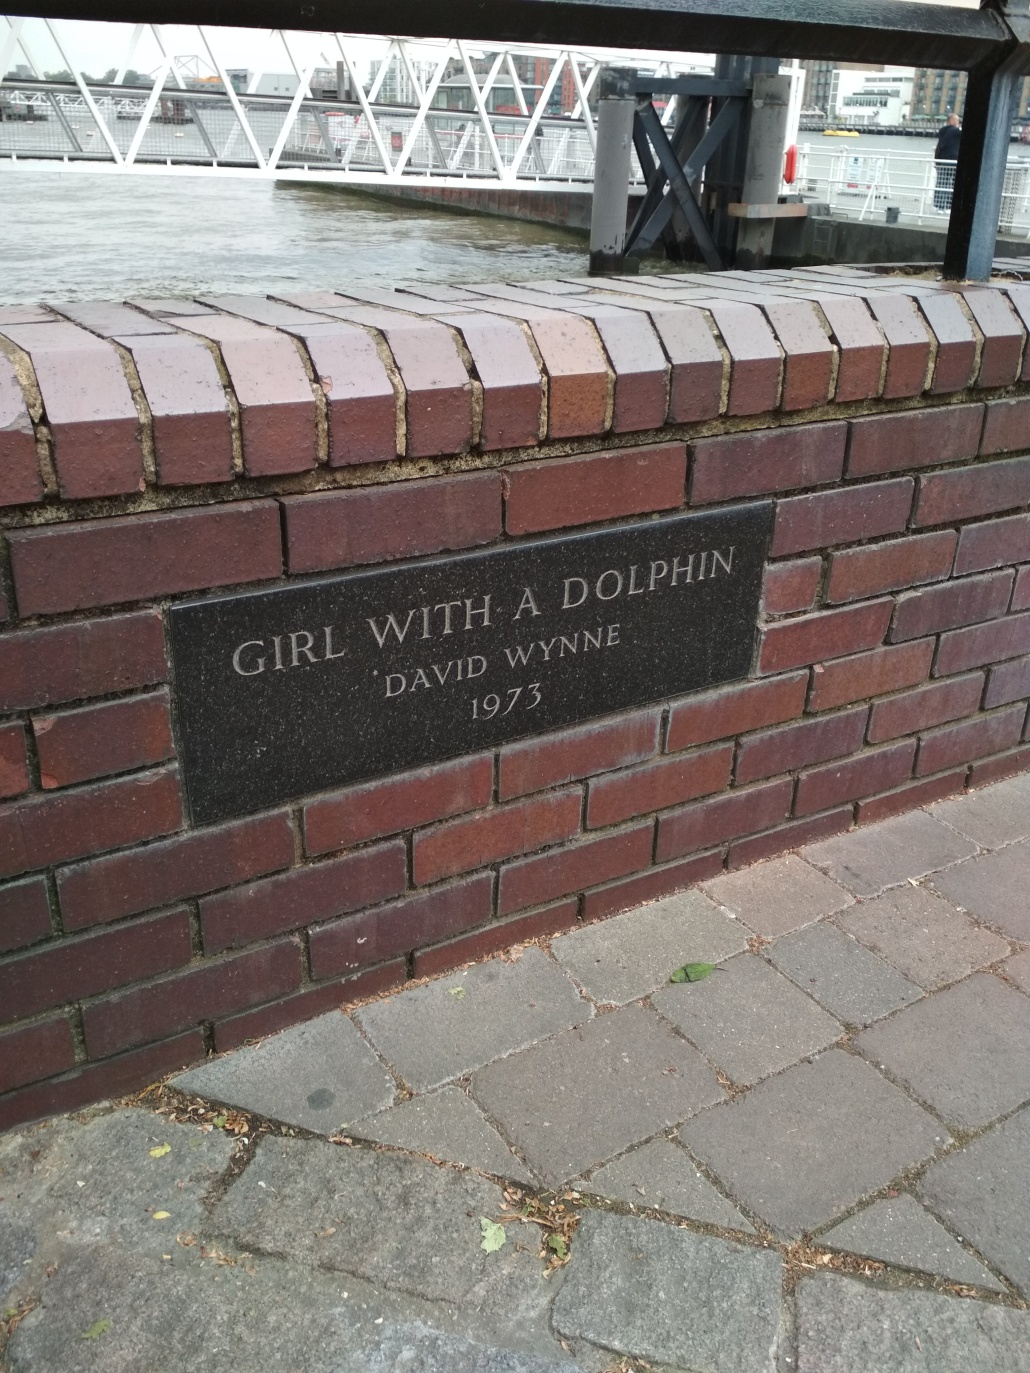 GIRL WITH A DOLPHIN
DAVID WYNNE
1973